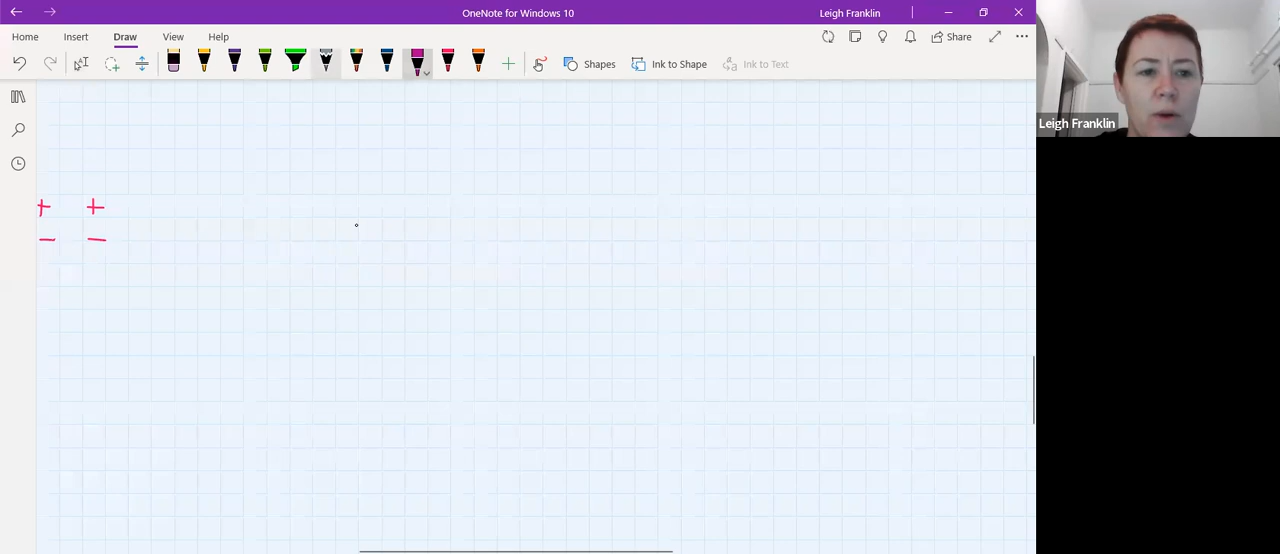 OneNote for Windows 10
Leigh Franklin
Home Insert Draw View Help
Share
Shapes Ink to Shape Ink to Text
Leigh Franklin
+ +
− −